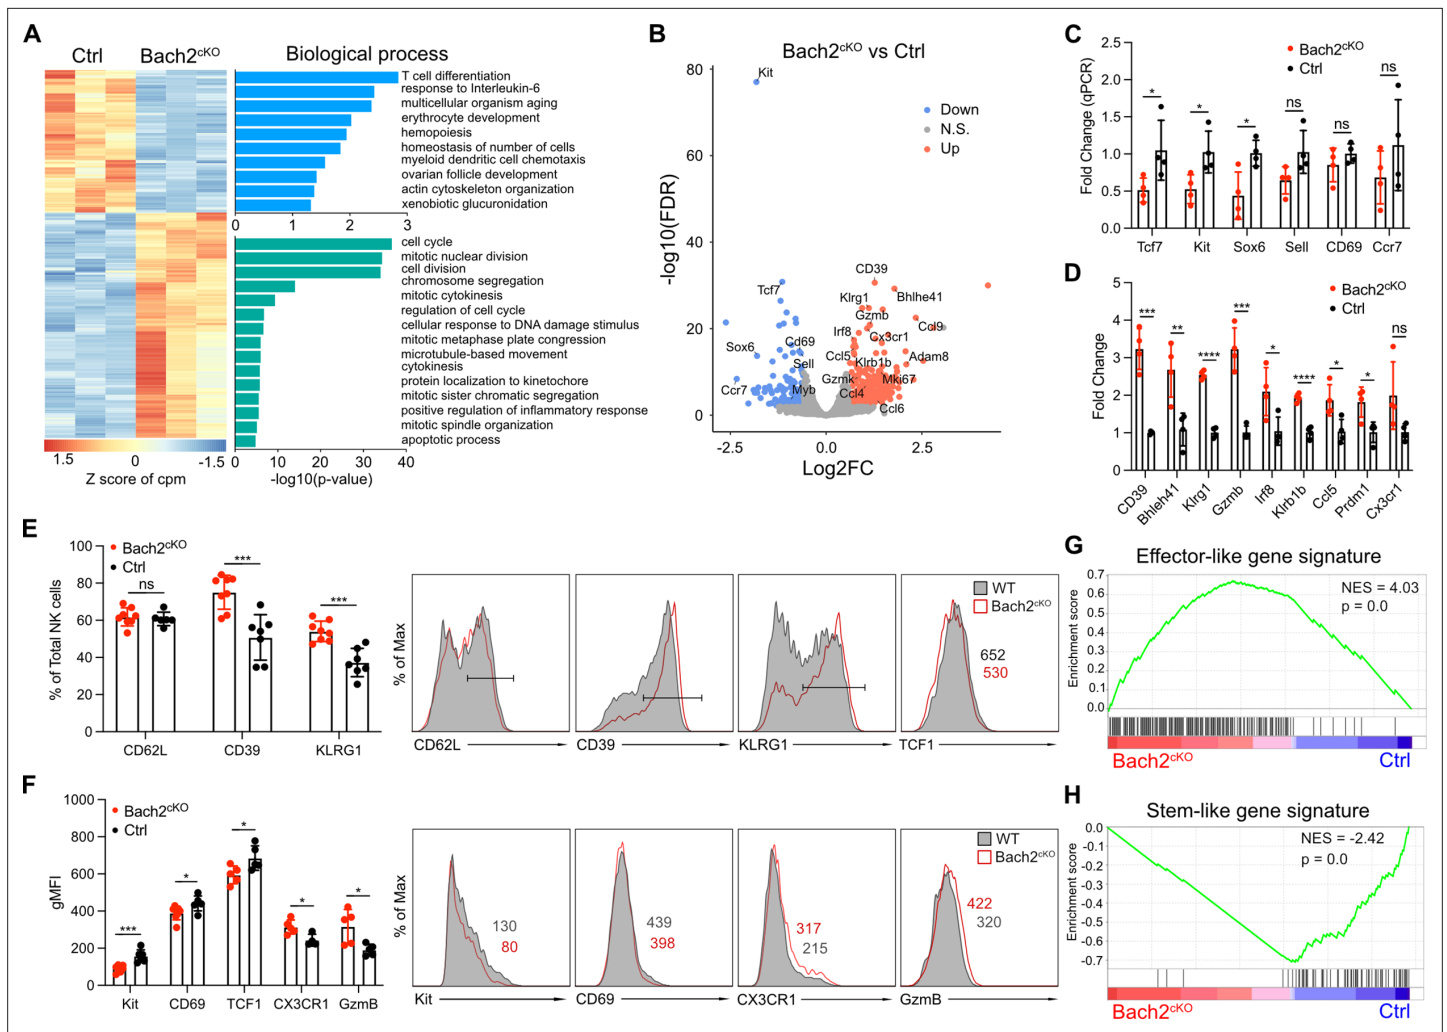 A
Ctrl
Bach2cKO
Biological process
T cell differentiation
response to Interleukin-6
multicellular organism aging
erythrocyte development
hemopoiesis
homeostasis of number of cells
myeloid dendritic cell chemotaxis
ovarian follicle development
actin cytoskeleton organization
xenobiotic glucuronidation
0 1 2 3
cell cycle
mitotic nuclear division
cell division
chromosome segregation
mitotic cytokinesis
regulation of cell cycle
cellular response to DNA damage stimulus
mitotic metaphase plate congression
microtubule-based movement
cytokinesis
protein localization to kinetochore
mitotic sister chromatic segregation
positive regulation of inflammatory response
mitotic spindle organization
apoptotic process
1.5 0 -1.5
Z score of cpm
0 10 20 30 40
-log10(p-value)
B
Bach2cKO vs Ctrl
-log10(FDR)
80
60
40
20
0
Kit
Down
N.S.
Up
CD39
Tcf7
Klrg1
Bhlhe41
Gzmb
Irf8
Ccl9
Cx3cr1
Sox6
Cd69
Ccl5
Klrb1b
Adam8
Sell
Gzmk
Mki67
Ccr7
Myb
Ccl4
Ccl6
-2.5 0.0 2.5
Log2FC
C
Fold Change (qPCR)
2.5
2.0
1.5
1.0
0.5
0.0
Bach2cKO
Ctrl
* * * ns ns ns
Tcf7 Kit Sox6 Sell CD69 Ccr7
D
Fold Change
5
4
3
2
1
0
Bach2cKO
Ctrl
*** ** **** *** * **** * * ns
CD39 Bhleh41 Klrg1 Gzmb Irf8 Klrb1b Ccl5 Prdm1 Cx3cr1
E
% of Total NK cells
100
80
60
40
20
0
Bach2cKO
Ctrl
ns *** ***
CD62L CD39 KLRG1
% of Max
WT
Bach2cKO
652
530
CD62L CD39 KLRG1 TCF1
F
gMFI
1000
800
600
400
200
0
Bach2cKO
Ctrl
*** * * * *
Kit CD69 TCF1 CX3CR1 GzmB
% of Max
WT
Bach2cKO
130
80
439
398
317
215
422
320
Kit CD69 CX3CR1 GzmB
G
Effector-like gene signature
Enrichment score
0.7
0.6
0.5
0.4
0.3
0.2
0.1
0.0
NES = 4.03
p = 0.0
Bach2cKO
Ctrl
H
Stem-like gene signature
Enrichment score
0.0
-0.1
-0.3
-0.4
-0.5
-0.6
-0.7
NES = -2.42
p = 0.0
Bach2cKO
Ctrl